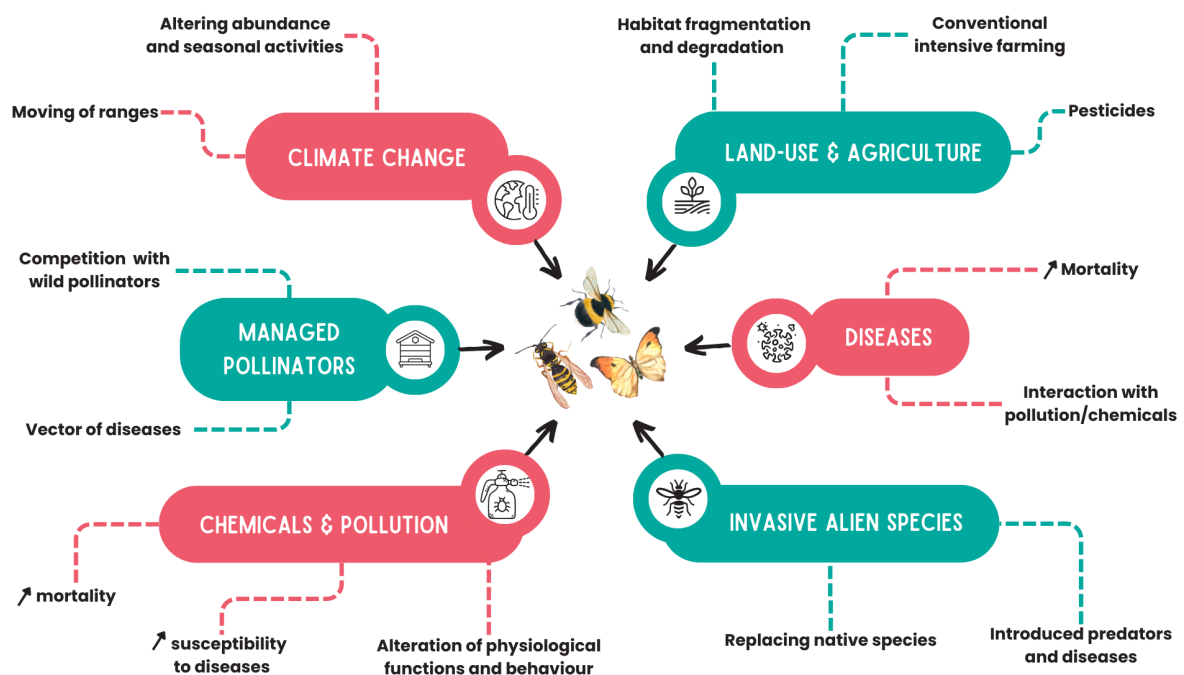 Altering abundance
and seasonal activities
Moving of ranges
CLIMATE CHANGE
Habitat fragmentation
and degradation
Conventional
intensive farming
Pesticides
LAND-USE & AGRICULTURE
Competition with
wild pollinators
MANAGED
POLLINATORS
Vector of diseases
Mortality
DISEASES
Interaction with
pollution/chemicals
CHEMICALS & POLLUTION
mortality
susceptibility
to diseases
Alteration of physiological
functions and behaviour
INVASIVE ALIEN SPECIES
Replacing native species
Introduced predators
and diseases